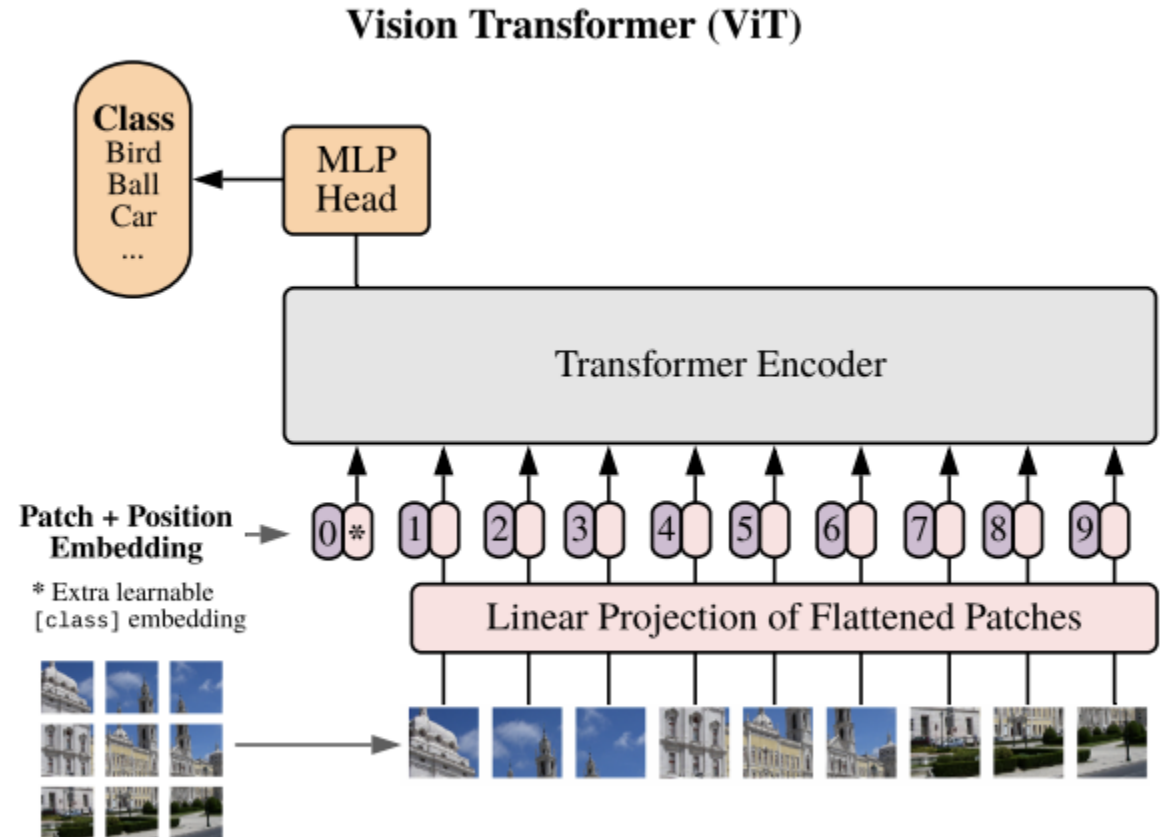 Vision Transformer (ViT)
Class
Bird
Ball
Car
...
MLP
Head
Transformer Encoder
Patch + Position
Embedding
0 * 1 2 3 4 5 6 7 8 9
* Extra learnable
[class] embedding
Linear Projection of Flattened Patches